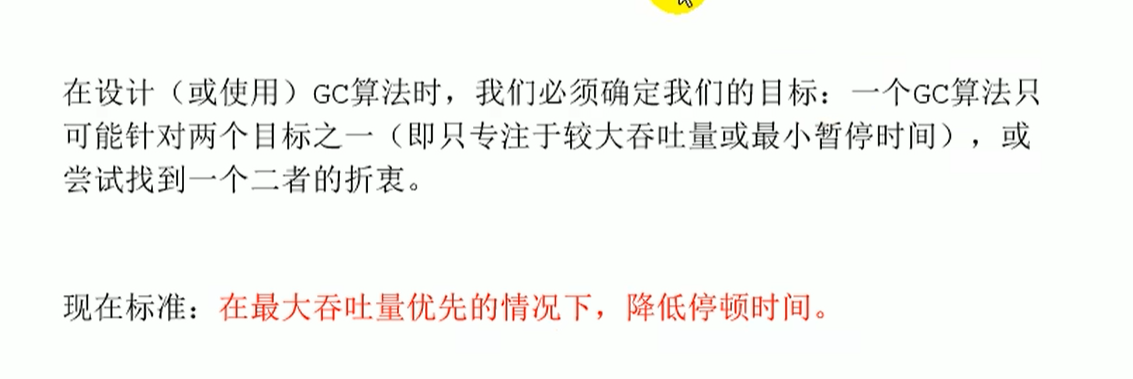 在设计（或使用）GC算法时，我们必须确定我们的目标：一个GC算法只
可能针对两个目标之一（即只专注于较大吞吐量或最小暂停时间），或
尝试找到一个二者的折衷。
现在标准：在最大吞吐量优先的情况下，降低停顿时间。